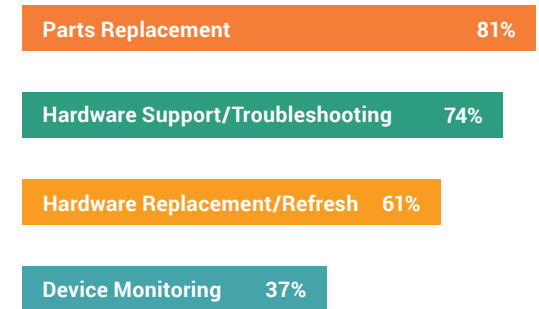 Parts Replacement 81%
Hardware Support/Troubleshooting 74%
Hardware Replacement/Refresh 61%
Device Monitoring 37%